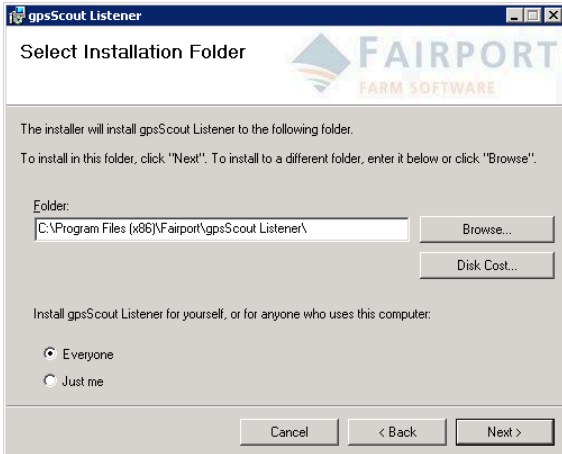 gpsScout Listener
Select Installation Folder
FAIRPORT
FARM SOFTWARE
The installer will install gpsScout Listener to the following folder.
To install in this folder, click "Next". To install to a different folder, enter it below or click "Browse".
Folder:
C:\Program Files (x86)\Fairport\gpsScout Listener\
Browse...
Disk Cost...
Install gpsScout Listener for yourself, or for anyone who uses this computer:
Everyone
Just me
Cancel
< Back
Next >